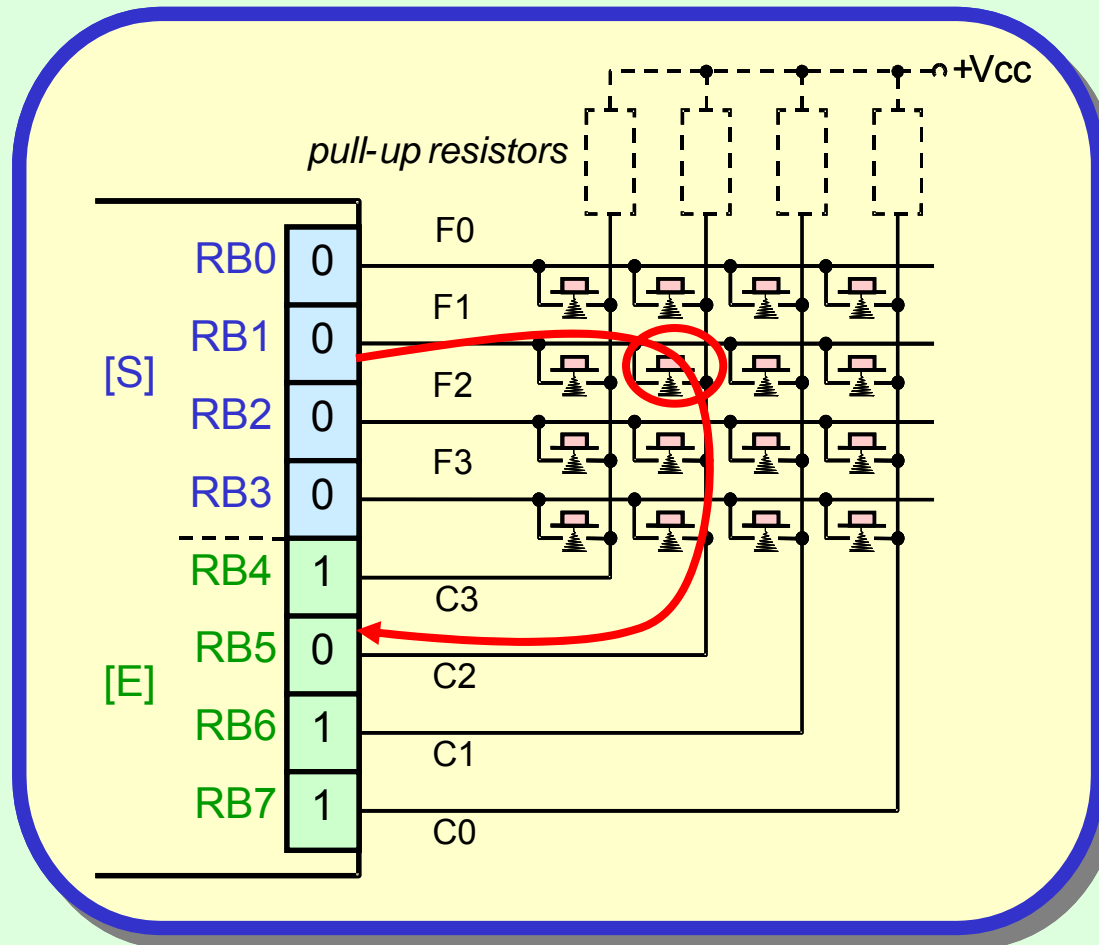 +Vcc
pull-up resistors
F0
RB0 0
F1
RB1 0
[S]
F2
RB2 0
F3
RB3 0
RB4 1
C3
RB5 0
[E]
C2
RB6 1
C1
RB7 1
C0